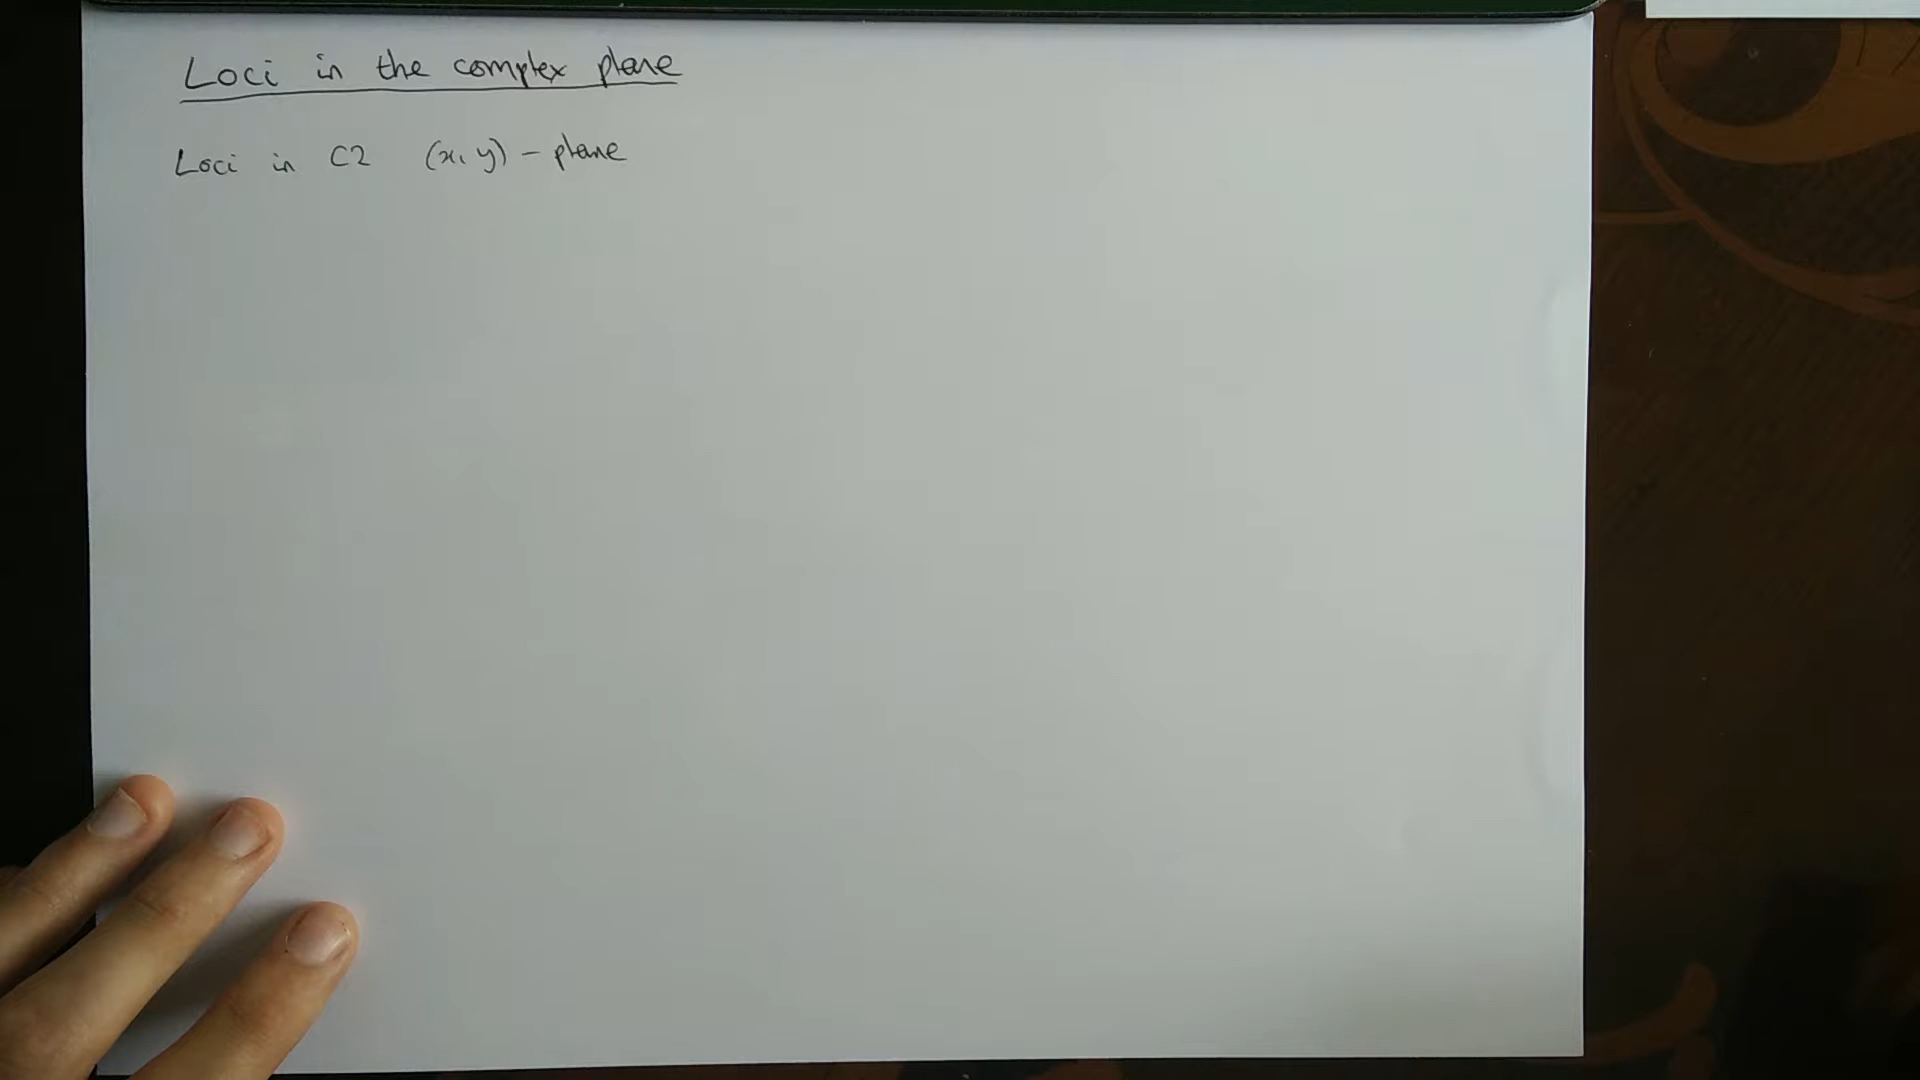 Loci in the complex plane
Loci in C2 (x, y) - plane